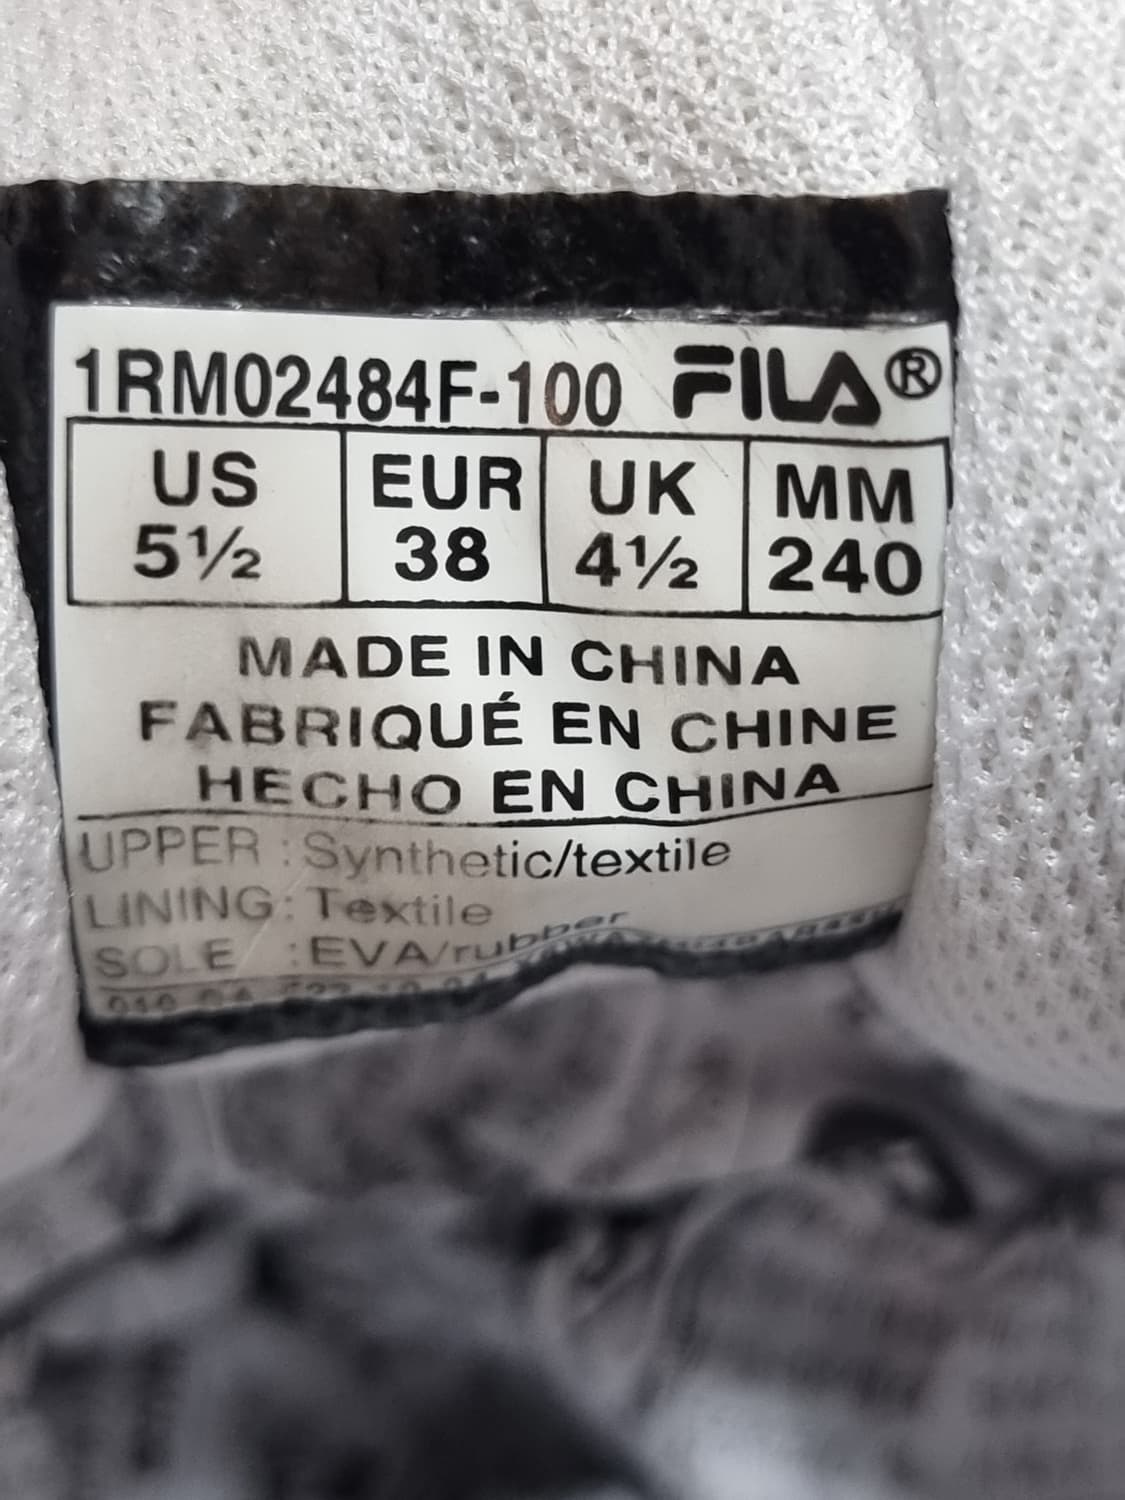 1RM02484F-100 FILA®
US EUR UK MM
5½ 38 4½ 240
MADE IN CHINA
FABRIQUÉ EN CHINE
HECHO EN CHINA
UPPER : Synthetic/textile
LINING: Textile
SOLE : EVA/rubber